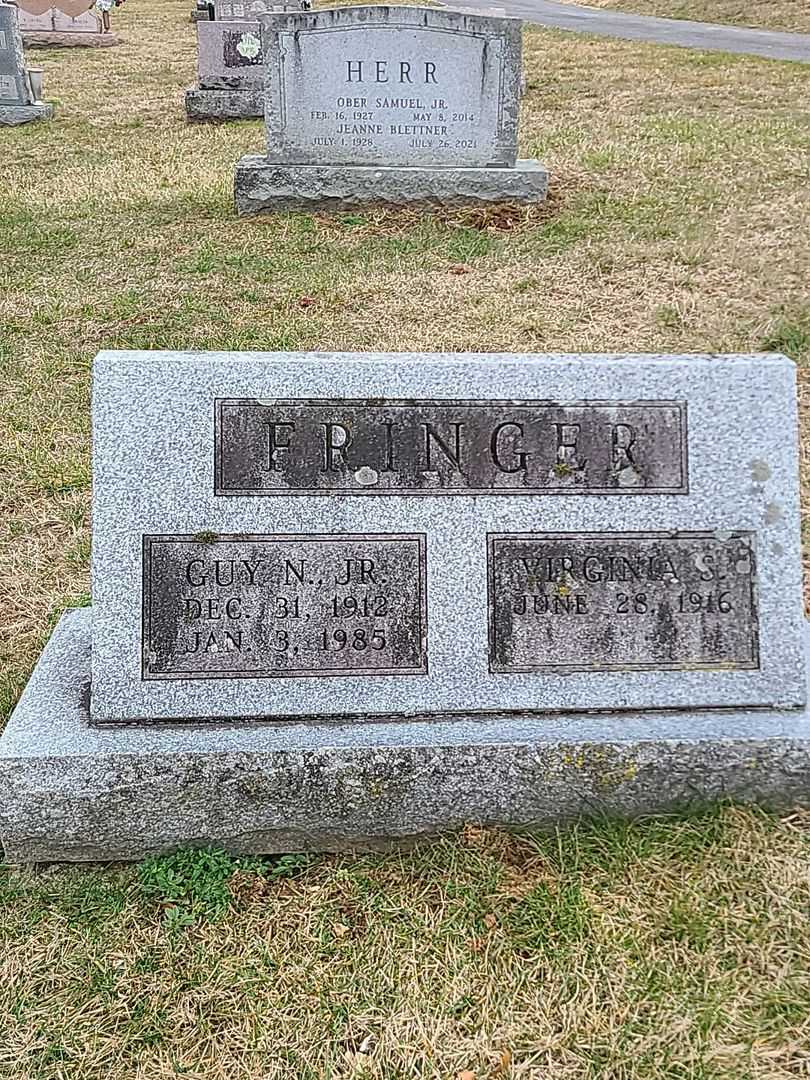 HERR
OBER SAMUEL, JR.
FEB. 16, 1927 MAY 8, 2014
JEANNE BLETTNER
JULY 1, 1928 JULY 26, 2021
FRINGER
GUY N., JR.
DEC. 31, 1912
JAN. 3, 1985
VIRGINIA S.
JUNE 28, 1916